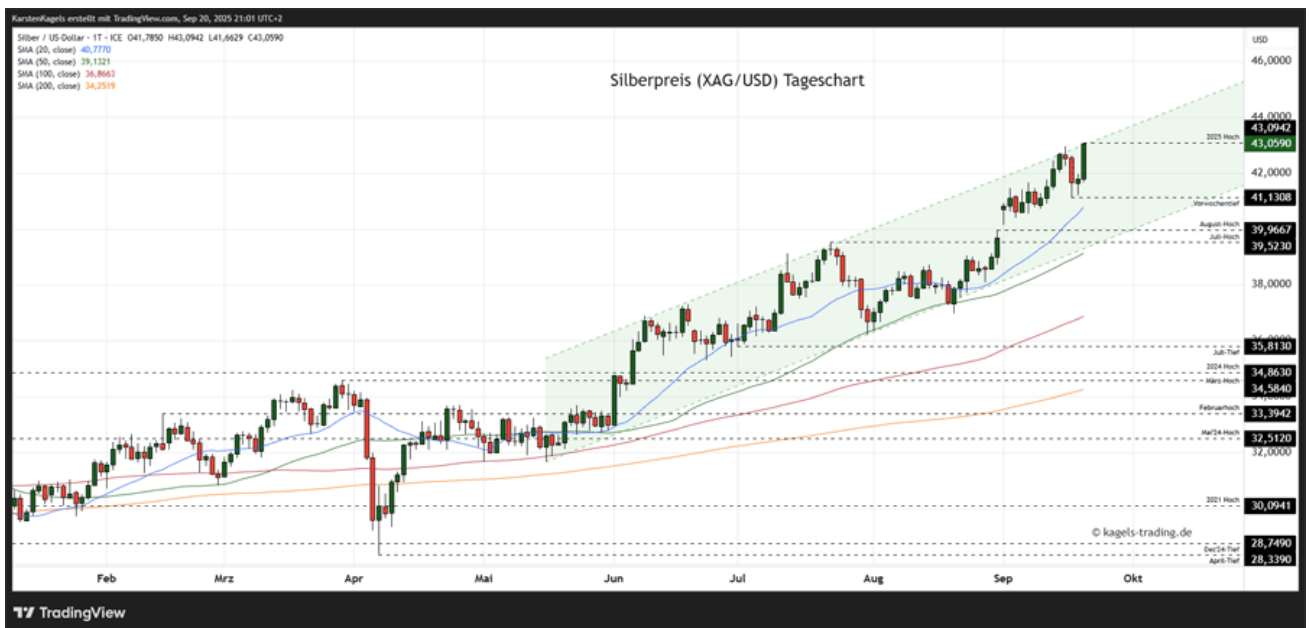 KarstenKagels erstellt mit TradingView.com, Sep 20, 2025 21:01 UTC+2
Silber / US-Dollar - 1T - ICE O41,7850 H43,0942 L41,6629 C43,0590
USD
SMA (20, close) 40,7770
SMA (50, close) 39,1321
SMA (100, close) 36,8663
SMA (200, close) 34,2519
Silberpreis (XAG/USD) Tageschart
46,0000
44,0000
43,0942
2025 Hoch
43,0590
42,0000
41,1308
Vorwochentief
August-Hoch
39,9667
Juli-Hoch
39,5230
38,0000
35,8130
Juli-Tief
2024 Hoch
34,8630
März-Hoch
34,5840
Februarhoch
33,3942
Mai'24-Hoch
32,5120
32,0000
2021 Hoch
30,0941
© kagels-trading.de
28,7490
Dez'24-Tief
April-Tief
28,3390
Feb Mrz Apr Mai Jun Jul Aug Sep Okt
TradingView